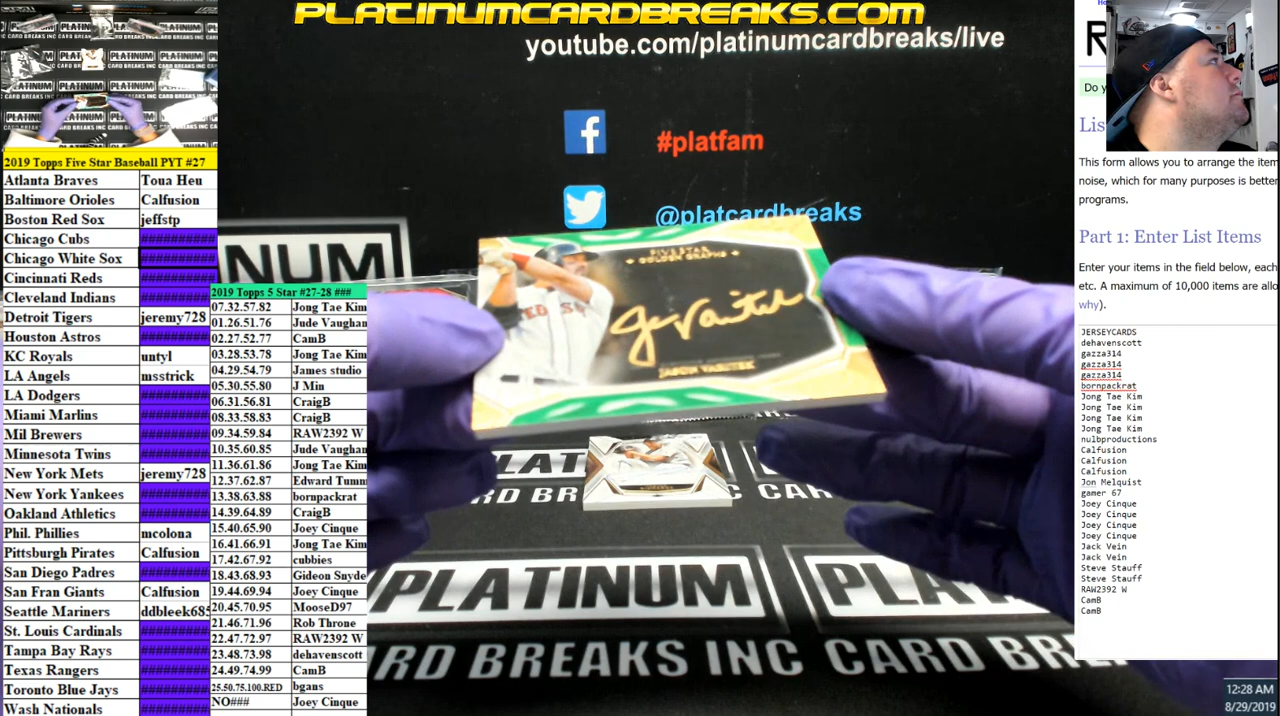 PLATINUMCARDBREAKS.COM
youtube.com/platinumcardbreaks/live
#platfam
@platcardbreaks
2019 Topps Five Star Baseball PYT #27
Atlanta Braves Toua Heu
Baltimore Orioles Calfusion
Boston Red Sox jeffstp
Chicago Cubs ##########
Chicago White Sox ##########
Cincinnati Reds ##########
Cleveland Indians ##########
Detroit Tigers jeremy728
Houston Astros ##########
KC Royals untyl
LA Angels msstrick
LA Dodgers ##########
Miami Marlins ##########
Mil Brewers ##########
Minnesota Twins ##########
New York Mets jeremy728
New York Yankees ##########
Oakland Athletics ##########
Phil. Phillies mcolona
Pittsburgh Pirates Calfusion
San Diego Padres ##########
San Fran Giants Calfusion
Seattle Mariners ddbleek685
St. Louis Cardinals ##########
Tampa Bay Rays ##########
Texas Rangers ##########
Toronto Blue Jays ##########
Wash Nationals ##########
2019 Topps 5 Star #27-28 ###
07.32.57.82 Jong Tae Kim
01.26.51.76 Jude Vaughan
02.27.52.77 CamB
03.28.53.78 Jong Tae Kim
04.29.54.79 James studio
05.30.55.80 J Min
06.31.56.81 CraigB
08.33.58.83 CraigB
09.34.59.84 RAW2392 W
10.35.60.85 Jude Vaughan
11.36.61.86 Jong Tae Kim
12.37.62.87 Edward Tumm
13.38.63.88 bornpackrat
14.39.64.89 CraigB
15.40.65.90 Joey Cinque
16.41.66.91 Jong Tae Kim
17.42.67.92 cubbies
18.43.68.93 Gideon Snyde
19.44.69.94 Joey Cinque
20.45.70.95 MooseD97
21.46.71.96 Rob Throne
22.47.72.97 RAW2392 W
23.48.73.98 dehavenscott
24.49.74.99 CamB
25.50.75.100.RED bgans
NO### Joey Cinque
INUM
FIVE STAR
GOLDEN GRAPHS
JASON VARITEK
PLATINUM
CARD BREAKS INC
R
Do y
Lis
This form allows you to arrange the item
noise, which for many purposes is better
programs.
Part 1: Enter List Items
Enter your items in the field below, each
etc. A maximum of 10,000 items are allo
why).
JERSEYCARDS
dehavenscott
gazza314
gazza314
gazza314
bornpackrat
Jong Tae Kim
Jong Tae Kim
Jong Tae Kim
Jong Tae Kim
nulbproductions
Calfusion
Calfusion
Calfusion
Jon Melquist
gamer 67
Joey Cinque
Joey Cinque
Joey Cinque
Joey Cinque
Jack Vein
Jack Vein
Steve Stauff
Steve Stauff
RAW2392 W
CamB
CamB
12:28 AM
8/29/2019